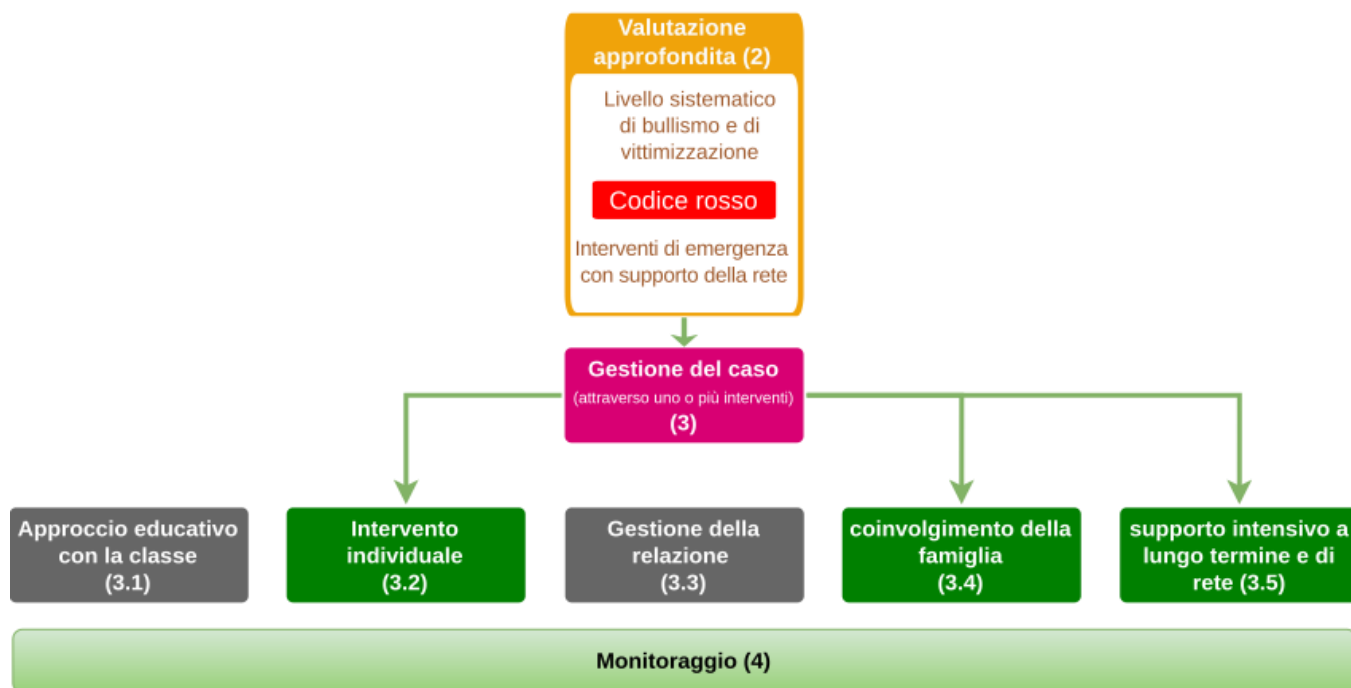 Valutazione
approfondita (2)
Livello sistematico
di bullismo e di
vittimizzazione
Codice rosso
Interventi di emergenza
con supporto della rete
Gestione del caso
(attraverso uno o più interventi)
(3)
Approccio educativo
con la classe
(3.1)
Intervento
individuale
(3.2)
Gestione della
relazione
(3.3)
coinvolgimento della
famiglia
(3.4)
supporto intensivo a
lungo termine e di
rete (3.5)
Monitoraggio (4)